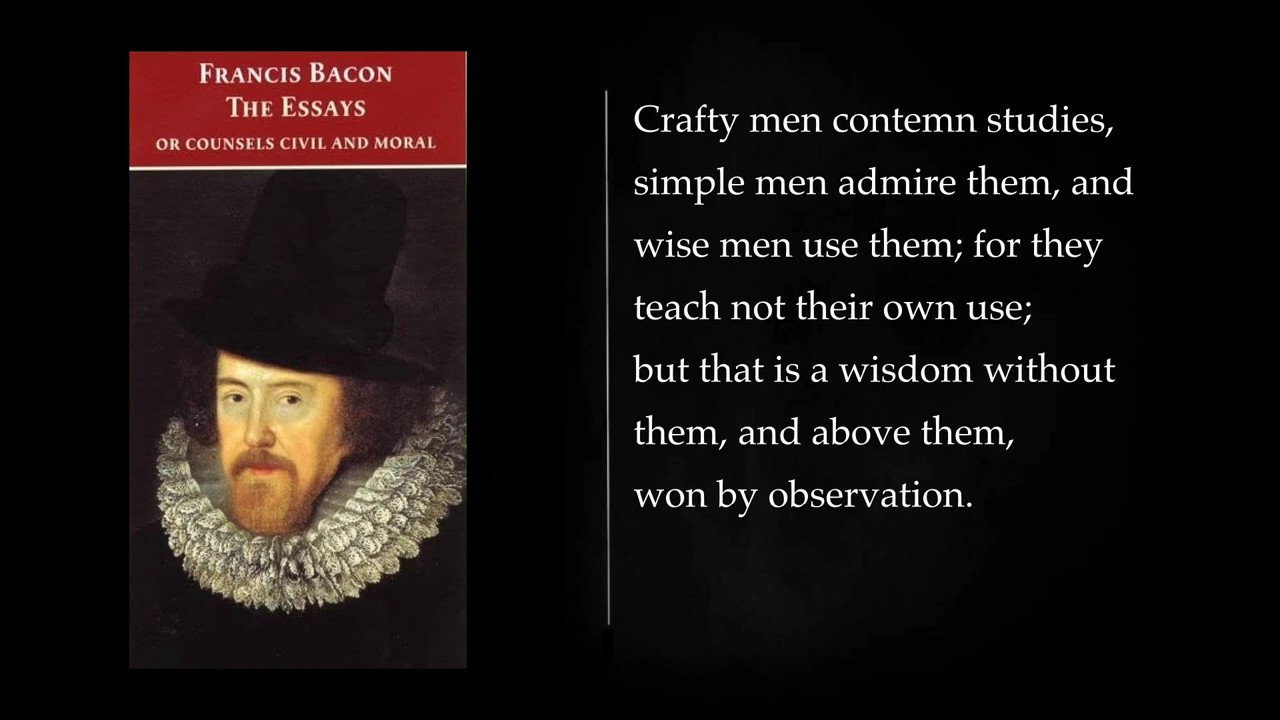 FRANCIS BACON
THE ESSAYS
OR COUNSELS CIVIL AND MORAL
Crafty men contemn studies,
simple men admire them, and
wise men use them; for they
teach not their own use;
but that is a wisdom without
them, and above them,
won by observation.